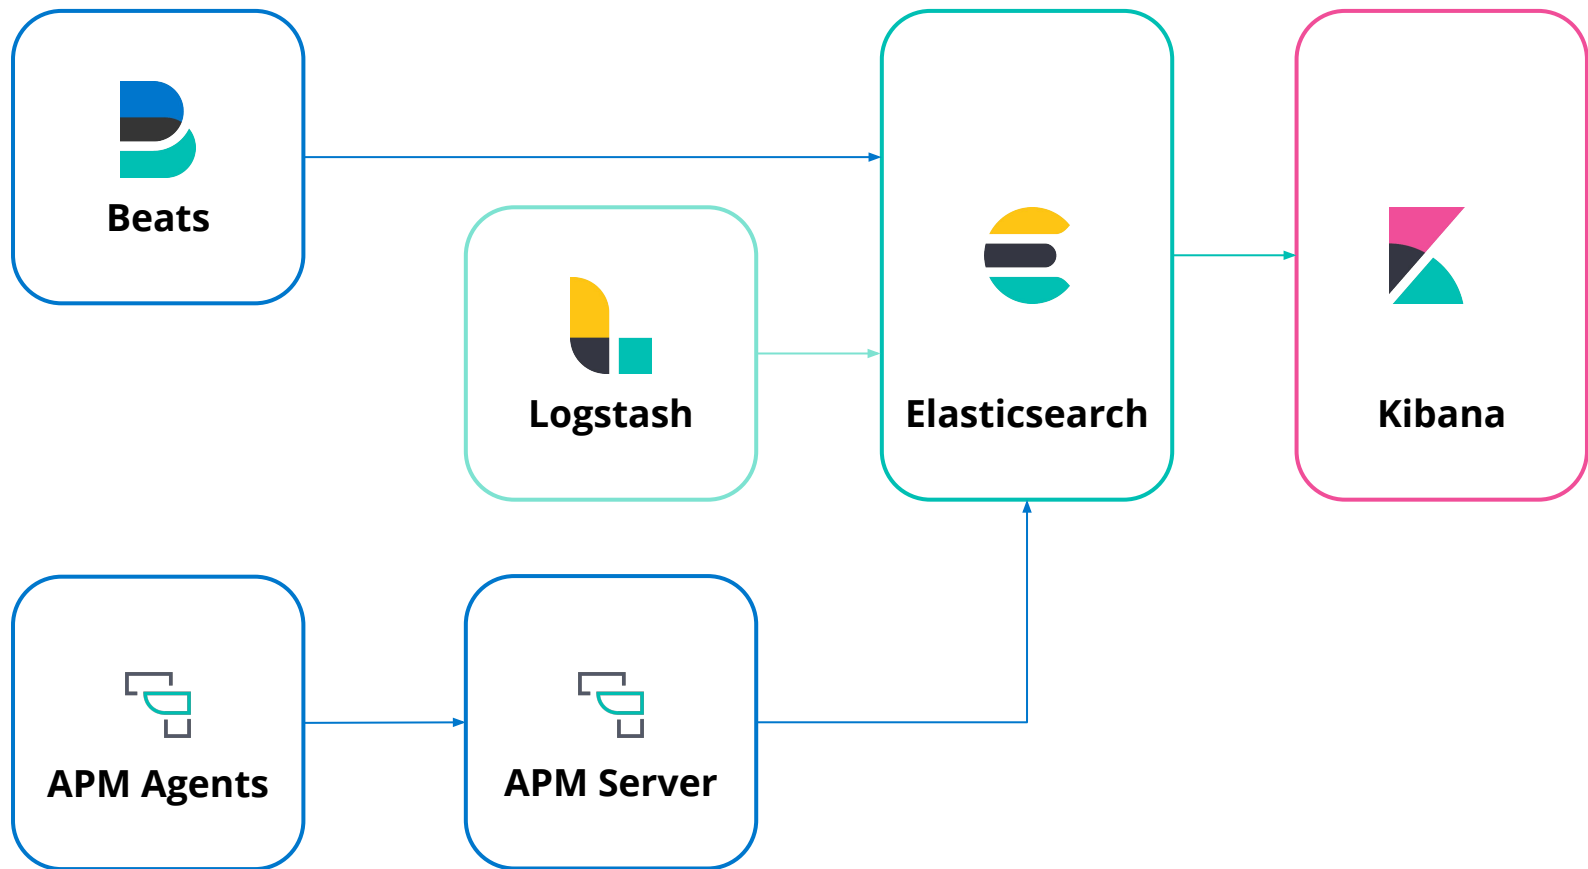 Beats
Logstash
Elasticsearch
Kibana
APM Agents
APM Server